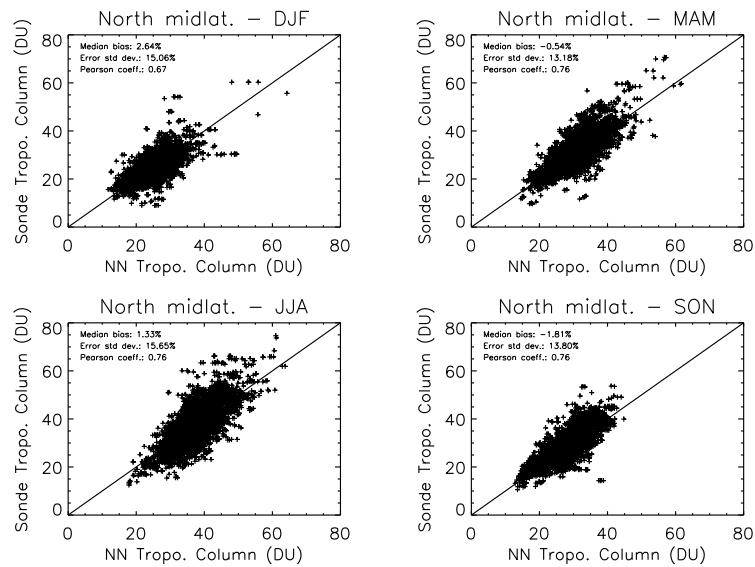 North midlat. – DJF
Median bias: 2.64%
Error std dev.: 15.06%
Pearson coeff.: 0.67
Sonde Tropo. Column (DU)
80
60
40
20
0
0 20 40 60 80
NN Tropo. Column (DU)
North midlat. – MAM
Median bias: –0.54%
Error std dev.: 13.18%
Pearson coeff.: 0.76
Sonde Tropo. Column (DU)
80
60
40
20
0
0 20 40 60 80
NN Tropo. Column (DU)
North midlat. – JJA
Median bias: 1.33%
Error std dev.: 15.65%
Pearson coeff.: 0.76
Sonde Tropo. Column (DU)
80
60
40
20
0
0 20 40 60 80
NN Tropo. Column (DU)
North midlat. – SON
Median bias: –1.81%
Error std dev.: 13.80%
Pearson coeff.: 0.76
Sonde Tropo. Column (DU)
80
60
40
20
0
0 20 40 60 80
NN Tropo. Column (DU)